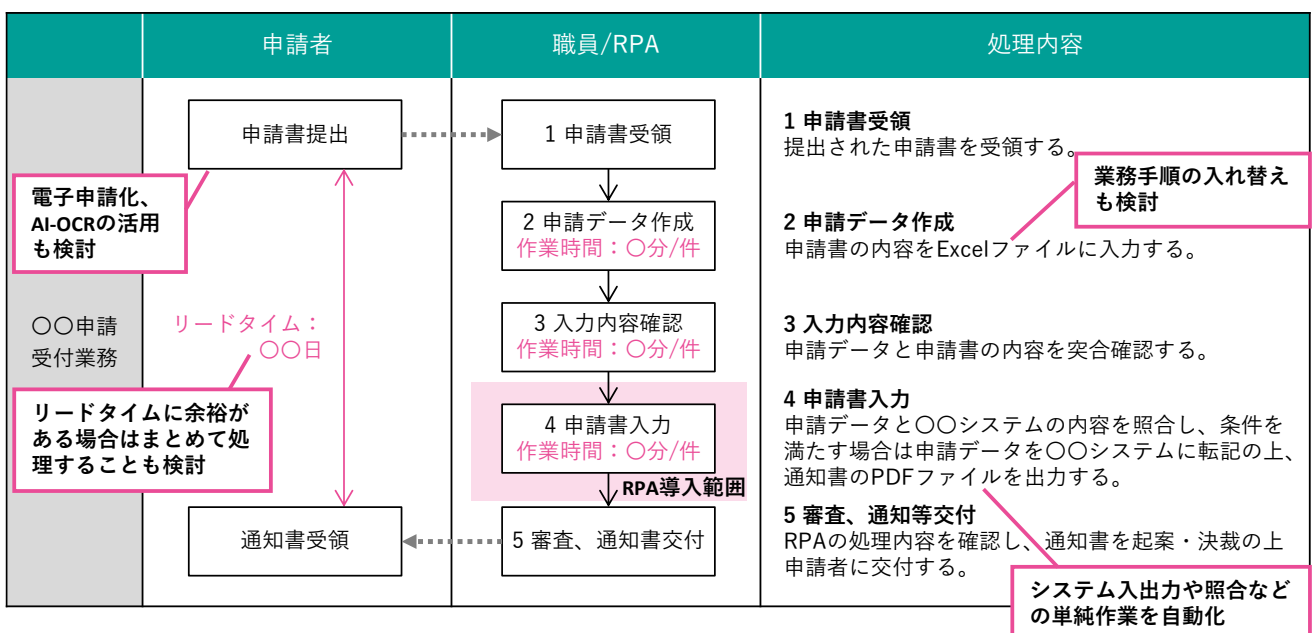 申請者
職員/RPA
処理内容
〇〇申請
受付業務
申請書提出
電子申請化、
AI-OCRの活用
も検討
リードタイム：
〇〇日
リードタイムに余裕が
ある場合はまとめて処
理することも検討
通知書受領
1 申請書受領
2 申請データ作成
作業時間：〇分/件
3 入力内容確認
作業時間：〇分/件
4 申請書入力
作業時間：〇分/件
RPA導入範囲
5 審査、通知書交付
1 申請書受領
提出された申請書を受領する。
業務手順の入れ替え
も検討
2 申請データ作成
申請書の内容をExcelファイルに入力する。
3 入力内容確認
申請データと申請書の内容を突合確認する。
4 申請書入力
申請データと〇〇システムの内容を照合し、条件を
満たす場合は申請データを〇〇システムに転記の上、
通知書のPDFファイルを出力する。
5 審査、通知等交付
RPAの処理内容を確認し、通知書を起案・決裁の上
申請者に交付する。
システム入出力や照合など
の単純作業を自動化